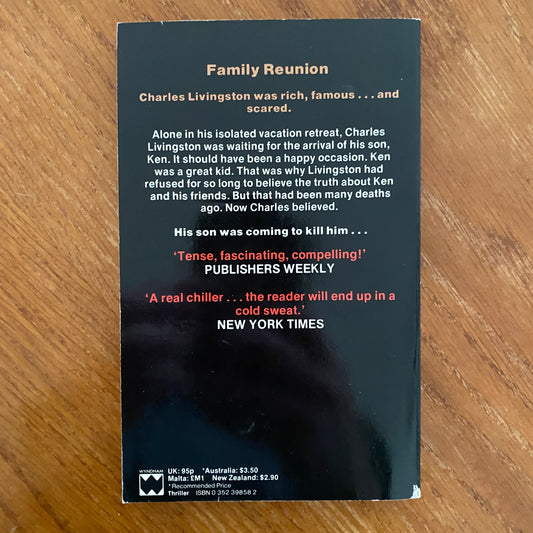 Family Reunion
Charles Livingston was rich, famous . . . and
scared.
Alone in his isolated vacation retreat, Charles
Livingston was waiting for the arrival of his son,
Ken. It should have been a happy occasion. Ken
was a great kid. That was why Livingston had
refused for so long to believe the truth about Ken
and his friends. But that had been many deaths
ago. Now Charles believed.
His son was coming to kill him . . .
‘Tense, fascinating, compelling!’
PUBLISHERS WEEKLY
‘A real chiller . . . the reader will end up in a
cold sweat.’
NEW YORK TIMES
WYNDHAM
UK: 95p *Australia: $3.50
Malta: £M1 New Zealand: $2.90
*Recommended Price
Thriller ISBN 0 352 39858 2